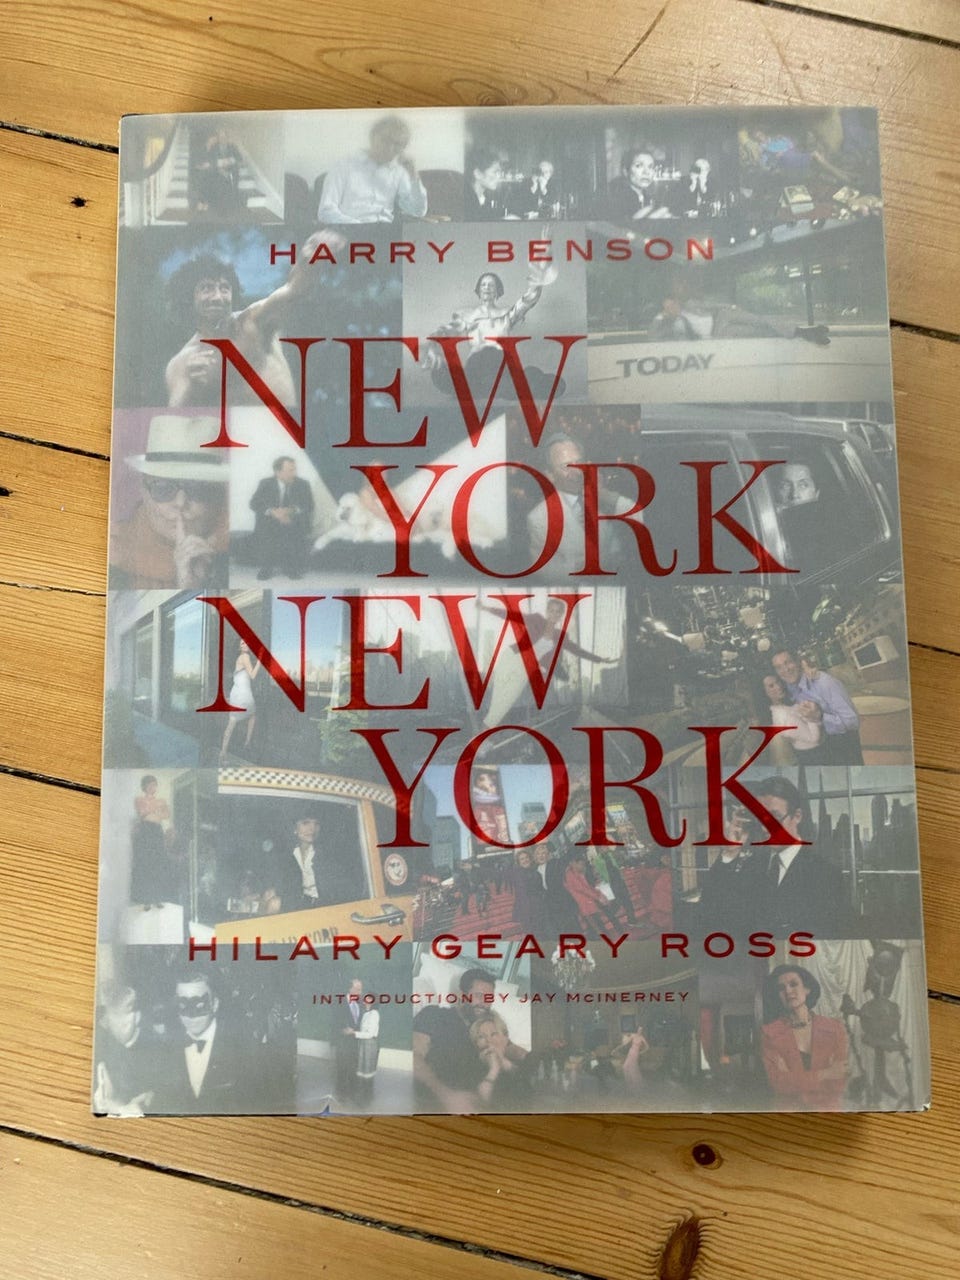 HARRY BENSON
NEW
TODAY
YORK
NEW
YORK
HILARY GEARY ROSS
INTRODUCTION BY JAY McINERNEY